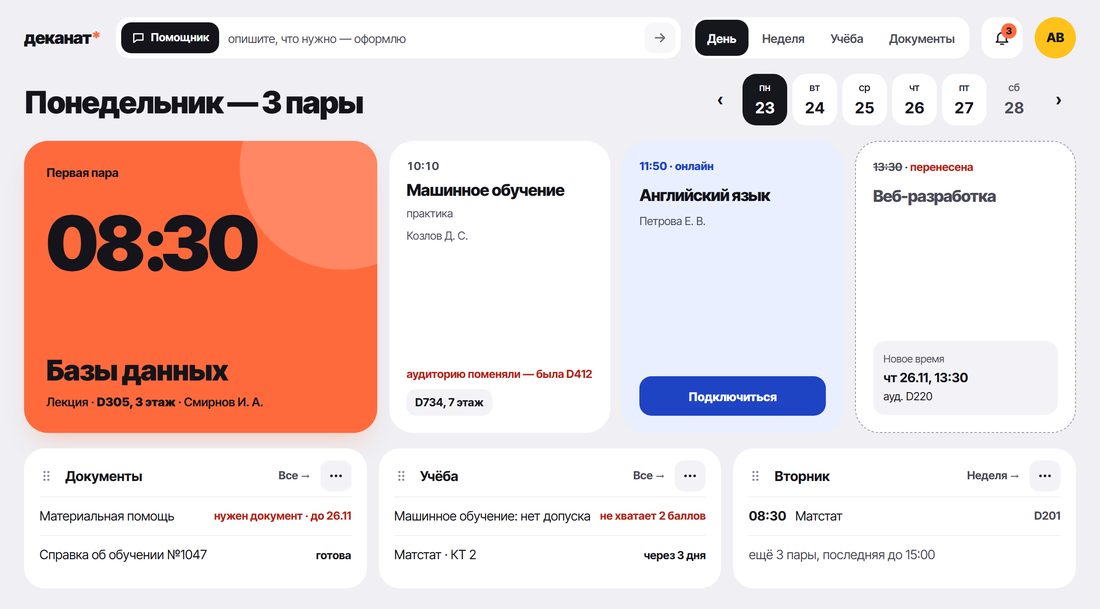 деканат*
Помощник
опишите, что нужно — оформлю
→
День
Неделя
Учёба
Документы
3
АВ
Понедельник — 3 пары
‹
пн
23
вт
24
ср
25
чт
26
пт
27
сб
28
›
Первая пара
08:30
Базы данных
Лекция · D305, 3 этаж · Смирнов И. А.
10:10
Машинное обучение
практика
Козлов Д. С.
аудиторию поменяли — была D412
D734, 7 этаж
11:50 · онлайн
Английский язык
Петрова Е. В.
Подключиться
13:30 · перенесена
Веб-разработка
Новое время
чт 26.11, 13:30
ауд. D220
Документы
Все →
Материальная помощь
нужен документ · до 26.11
Справка об обучении №1047
готова
Учёба
Все →
Машинное обучение: нет допуска
не хватает 2 баллов
Матстат · КТ 2
через 3 дня
Вторник
Неделя →
08:30 Матстат
D201
ещё 3 пары, последняя до 15:00